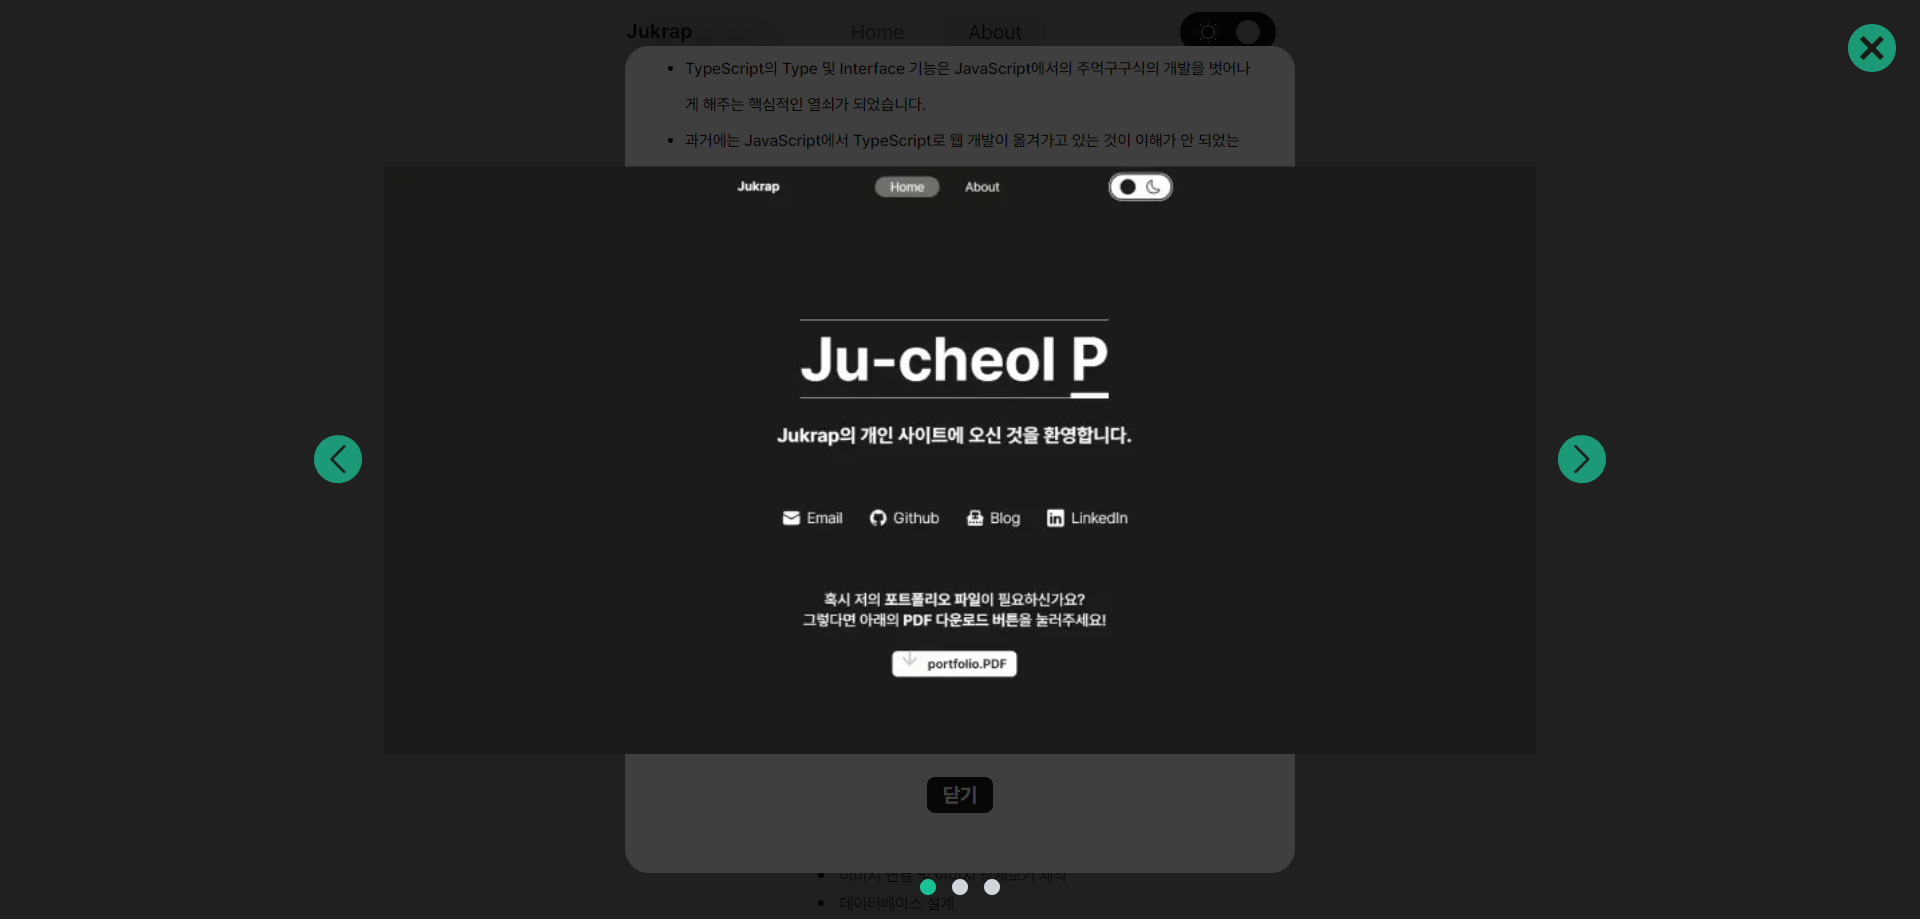 Jukrap
Home
About
TypeScript의 Type 및 Interface 기능은 JavaScript에서의 주먹구구식의 개발을 벗어나
게 해주는 핵심적인 열쇠가 되었습니다.
과거에는 JavaScript에서 TypeScript로 웹 개발이 옮겨가고 있는 것이 이해가 안 되었는
Jukrap
Home
About
Ju-cheol P
Jukrap의 개인 사이트에 오신 것을 환영합니다.
Email
Github
Blog
LinkedIn
혹시 저의 포트폴리오 파일이 필요하신가요?
그렇다면 아래의 PDF 다운로드 버튼을 눌러주세요!
portfolio.PDF
닫기
데이터베이스 설계